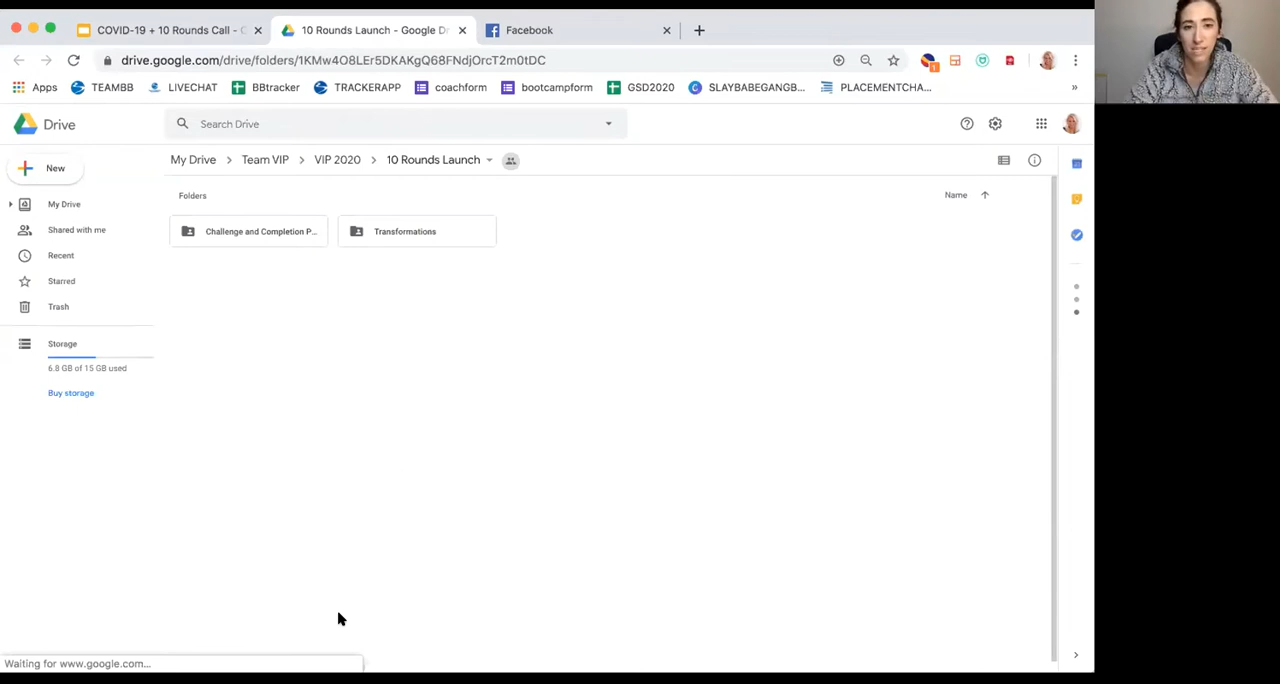 COVID-19 + 10 Rounds Call - G
10 Rounds Launch - Google Dr
Facebook
drive.google.com/drive/folders/1KMw4O8LEr5DKAKgQ68FNdjOrcT2m0tDC
Apps
TEAMBB
LIVECHAT
BBtracker
TRACKERAPP
coachform
bootcampform
GSD2020
SLAYBABEGANGB...
PLACEMENTCHA...
»
Drive
Search Drive
New
My Drive > Team VIP > VIP 2020 > 10 Rounds Launch
My Drive
Shared with me
Recent
Starred
Trash
Storage
6.8 GB of 15 GB used
Buy storage
Folders
Name
Challenge and Completion P...
Transformations
Waiting for www.google.com...